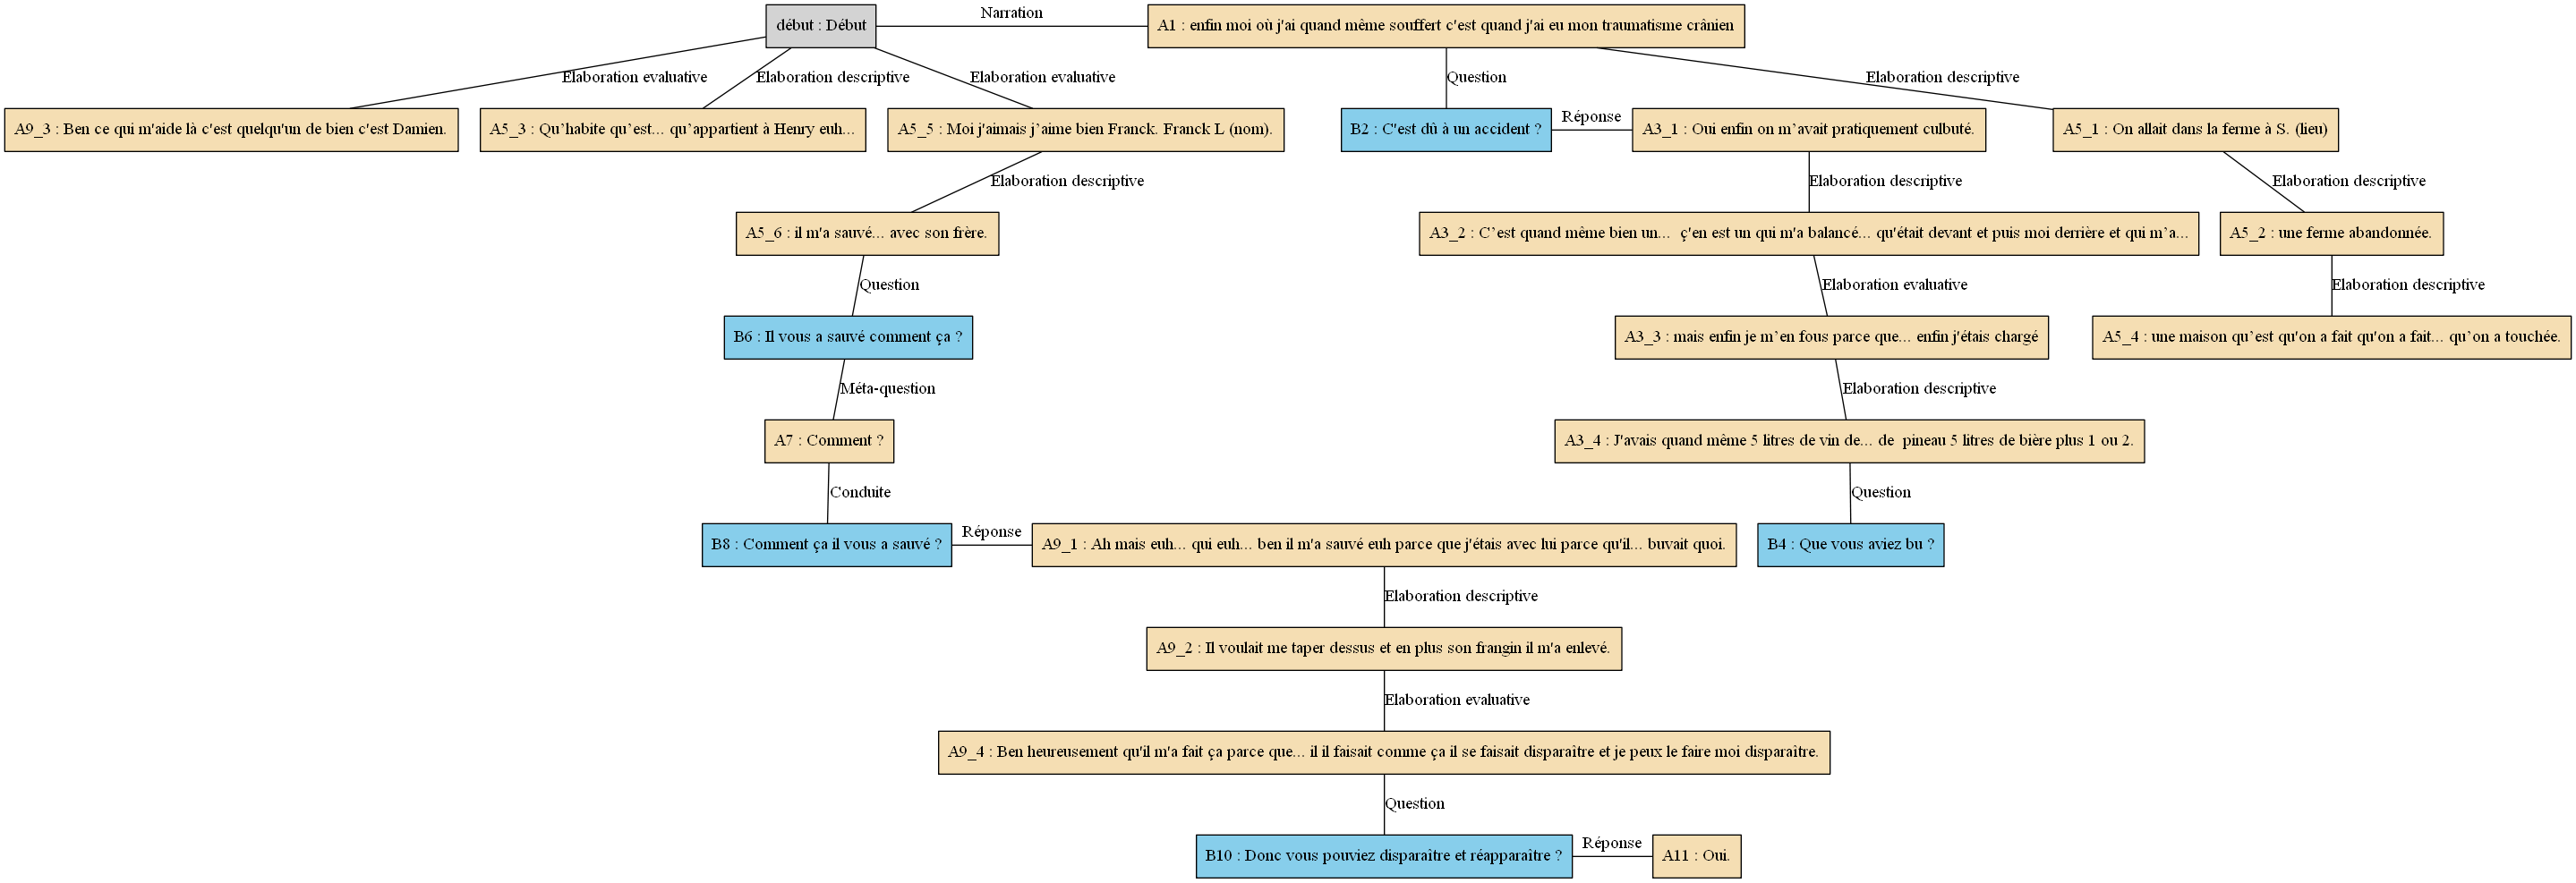 Narration
début : Début
A1 : enfin moi où j'ai quand même souffert c'est quand j'ai eu mon traumatisme crânien
Elaboration evaluative
Elaboration descriptive
Elaboration evaluative
Question
Elaboration descriptive
A9_3 : Ben ce qui m'aide là c'est quelqu'un de bien c'est Damien.
A5_3 : Qu’habite qu’est... qu’appartient à Henry euh...
A5_5 : Moi j'aimais j’aime bien Franck. Franck L (nom).
B2 : C'est dû à un accident ?
Réponse
A3_1 : Oui enfin on m’avait pratiquement culbuté.
A5_1 : On allait dans la ferme à S. (lieu)
Elaboration descriptive
Elaboration descriptive
Elaboration descriptive
A5_6 : il m'a sauvé... avec son frère.
A3_2 : C’est quand même bien un...  ç'en est un qui m'a balancé... qu'était devant et puis moi derrière et qui m’a...
A5_2 : une ferme abandonnée.
Question
Elaboration evaluative
Elaboration descriptive
B6 : Il vous a sauvé comment ça ?
A3_3 : mais enfin je m’en fous parce que... enfin j'étais chargé
A5_4 : une maison qu’est qu'on a fait qu'on a fait... qu’on a touchée.
Méta-question
Elaboration descriptive
A7 : Comment ?
A3_4 : J'avais quand même 5 litres de vin de... de  pineau 5 litres de bière plus 1 ou 2.
Conduite
Question
B8 : Comment ça il vous a sauvé ?
Réponse
A9_1 : Ah mais euh... qui euh... ben il m'a sauvé euh parce que j'étais avec lui parce qu'il... buvait quoi.
B4 : Que vous aviez bu ?
Elaboration descriptive
A9_2 : Il voulait me taper dessus et en plus son frangin il m'a enlevé.
Elaboration evaluative
A9_4 : Ben heureusement qu'il m'a fait ça parce que... il il faisait comme ça il se faisait disparaître et je peux le faire moi disparaître.
Question
B10 : Donc vous pouviez disparaître et réapparaître ?
Réponse
A11 : Oui.